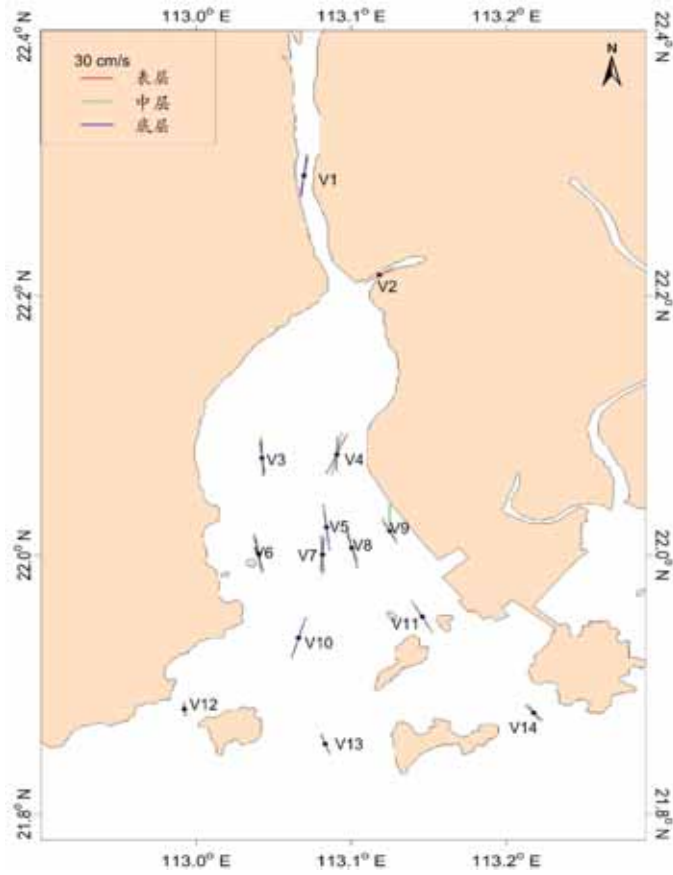 113.0° E 113.1° E 113.2° E
22.4° N 22.4° N
30 cm/s
表层
中层
底层
N
V1
V2
22.2° N 22.2° N
V3 V4
V5 V9
V6 V7 V8
22.0° N 22.0° N
V11
V10
V12
V14
V13
21.8° N 21.8° N
113.0° E 113.1° E 113.2° E